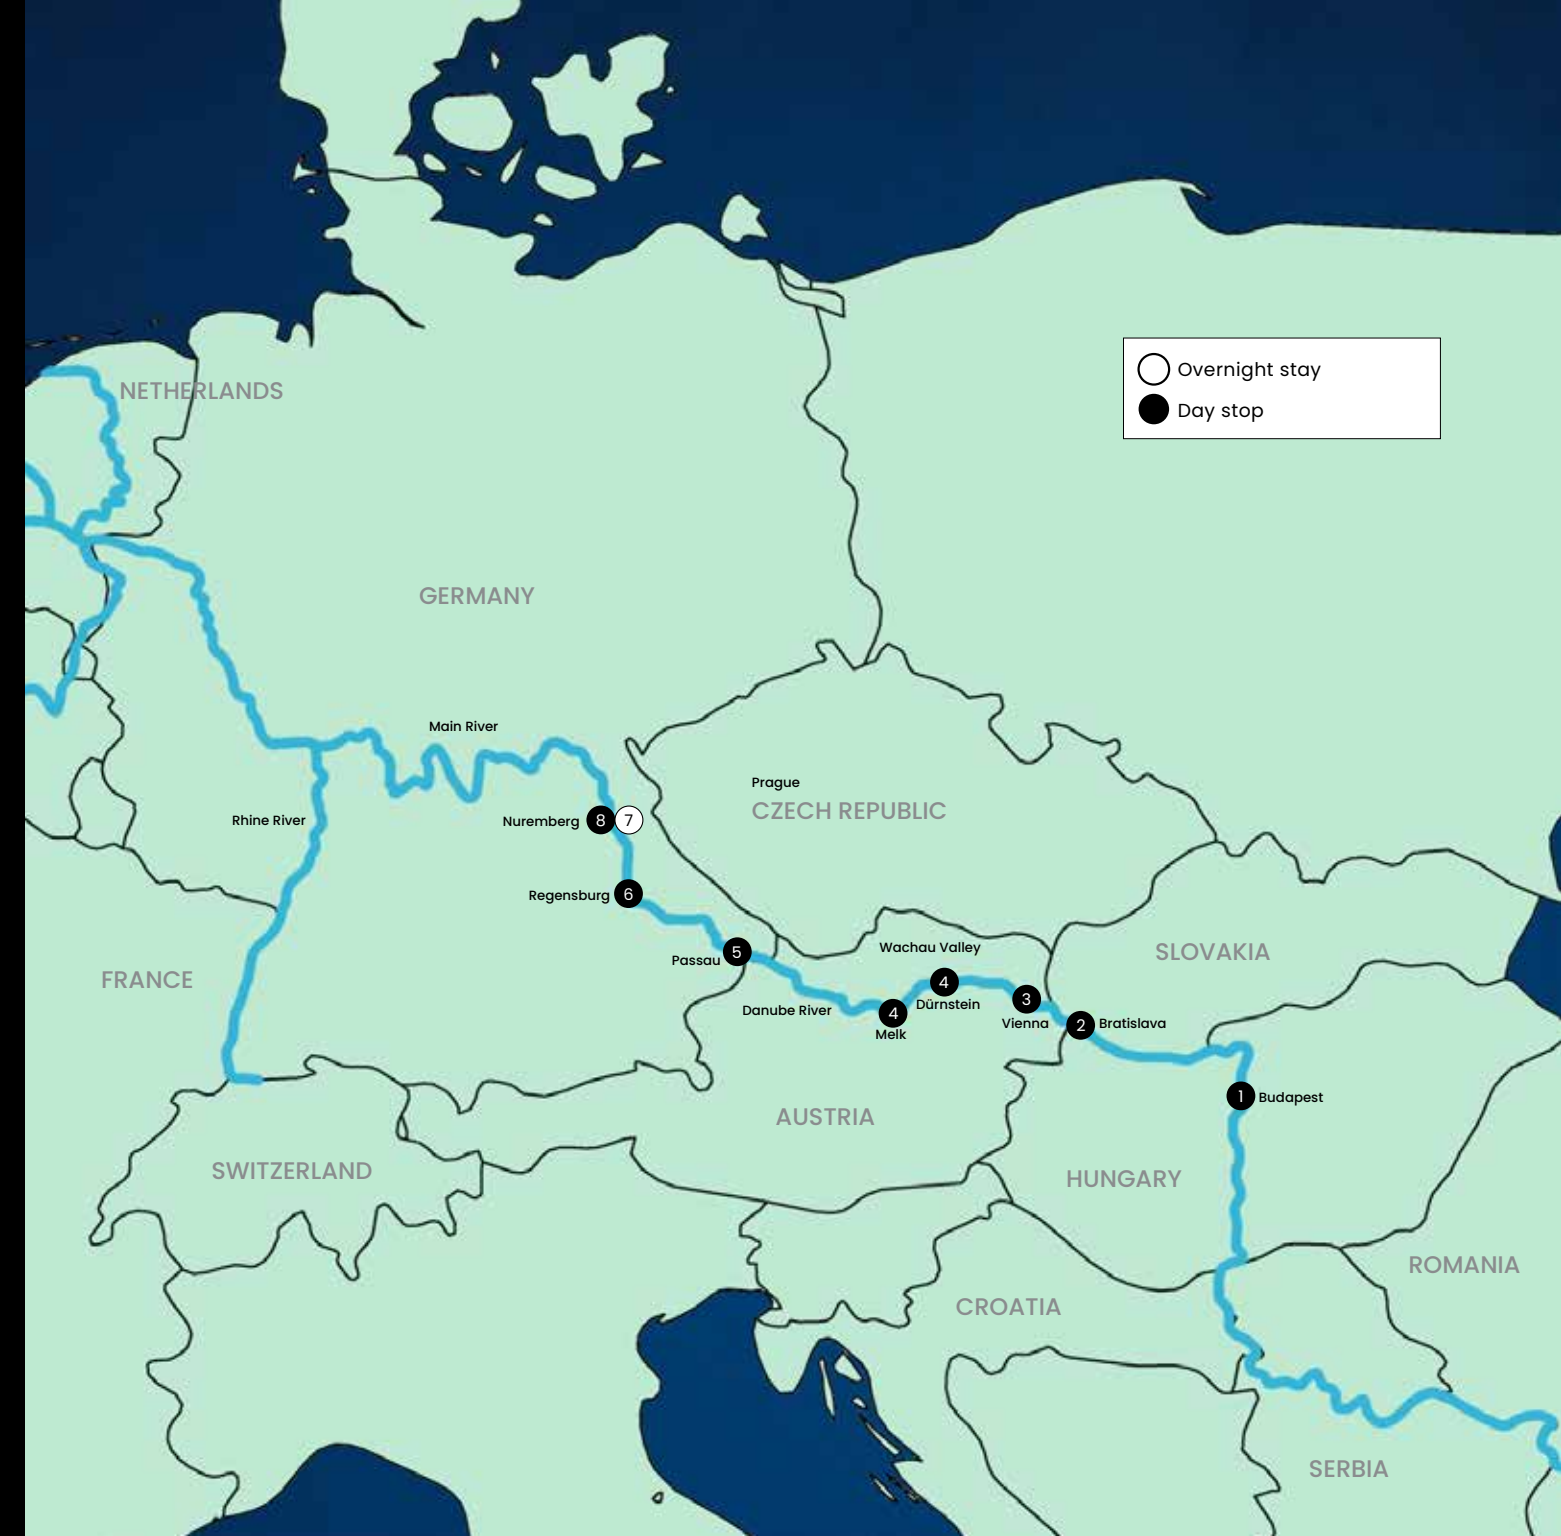 Overnight stay
Day stop
NETHERLANDS
GERMANY
Main River
Prague
CZECH REPUBLIC
Rhine River
Nuremberg 8 7
Regensburg 6
Wachau Valley
SLOVAKIA
Passau 5
FRANCE
4
Danube River
4
Dürnstein
3
Melk
Vienna
2 Bratislava
1 Budapest
AUSTRIA
SWITZERLAND
HUNGARY
ROMANIA
CROATIA
SERBIA